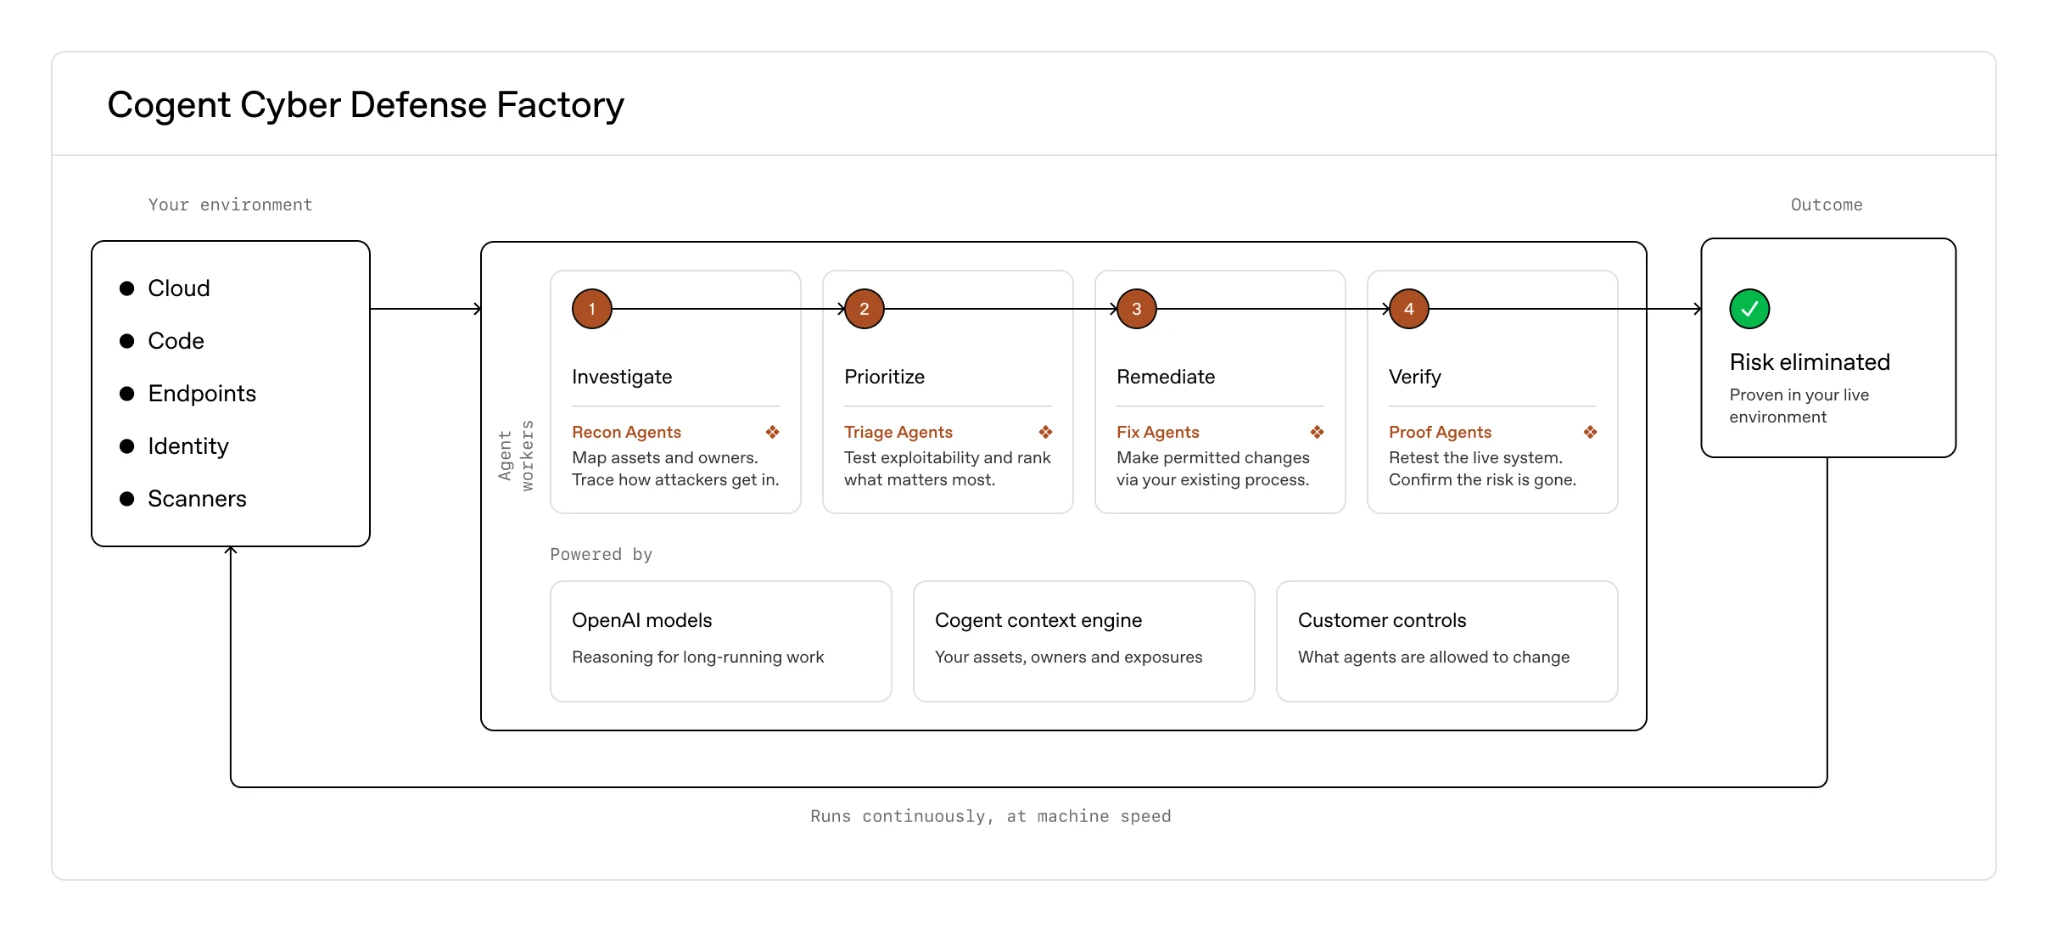 Cogent Cyber Defense Factory
Your environment
Cloud
Code
Endpoints
Identity
Scanners
Agent
workers
1
Investigate
Recon Agents
Map assets and owners.
Trace how attackers get in.
2
Prioritize
Triage Agents
Test exploitability and rank
what matters most.
3
Remediate
Fix Agents
Make permitted changes
via your existing process.
4
Verify
Proof Agents
Retest the live system.
Confirm the risk is gone.
Powered by
OpenAI models
Reasoning for long-running work
Cogent context engine
Your assets, owners and exposures
Customer controls
What agents are allowed to change
Outcome
Risk eliminated
Proven in your live
environment
Runs continuously, at machine speed